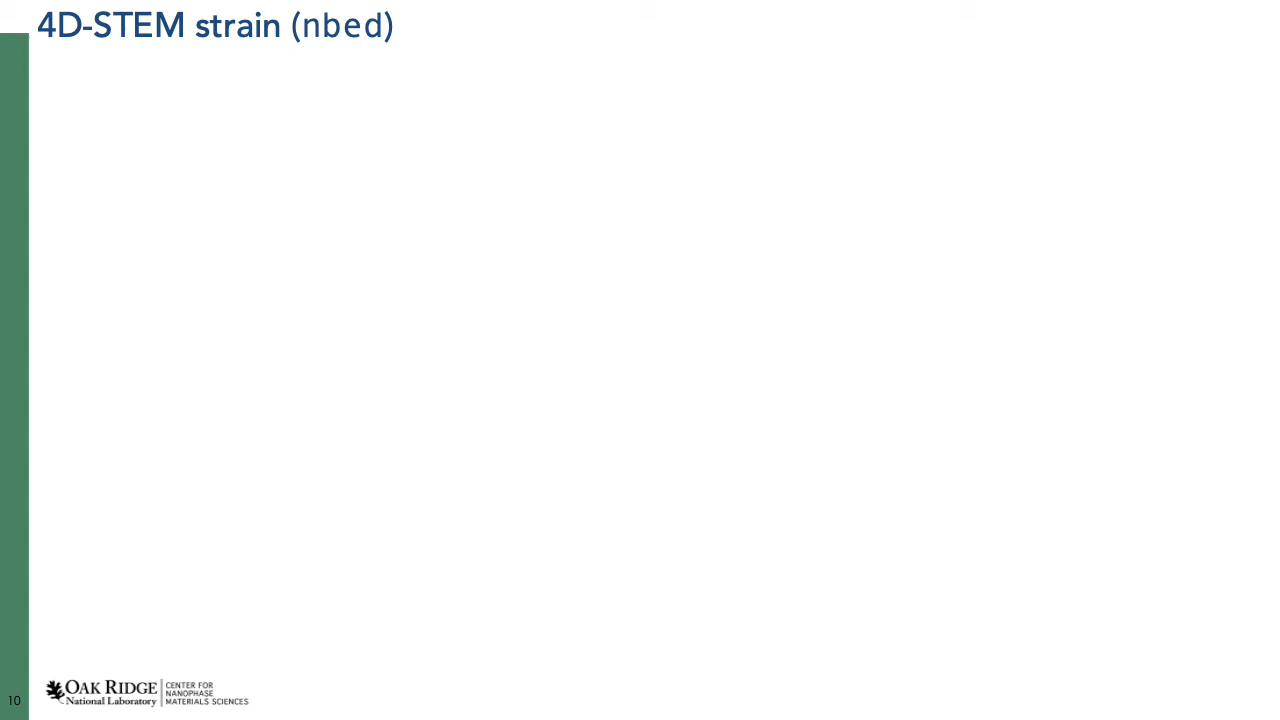 4D-STEM strain (nbed)
OAK RIDGE
National Laboratory
CENTER FOR
NANOPHASE
MATERIALS SCIENCES
10